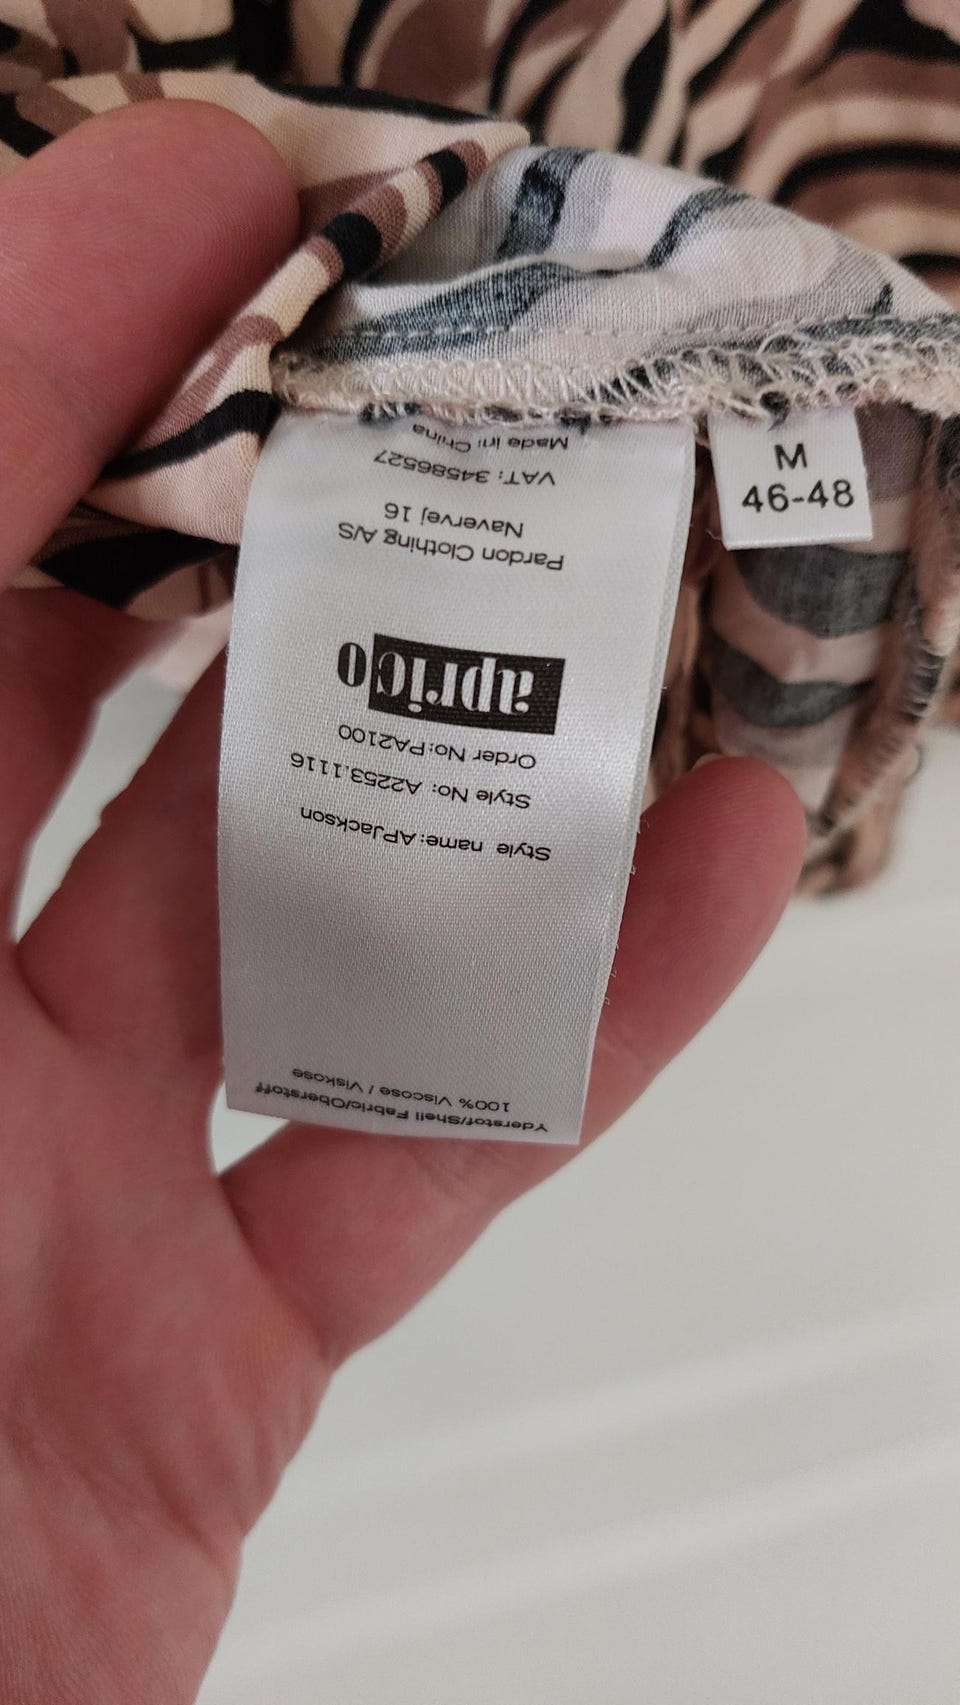 Yderstof/Shell Fabric/Oberstoff
100% Viscose / Viskose
Style name:APJackson
Style No: A2253.1116
Order No:PA2100
aprico
Pardon Clothing A/S
Navervej 16
VAT: 34586527
Made in: China
M
46-48